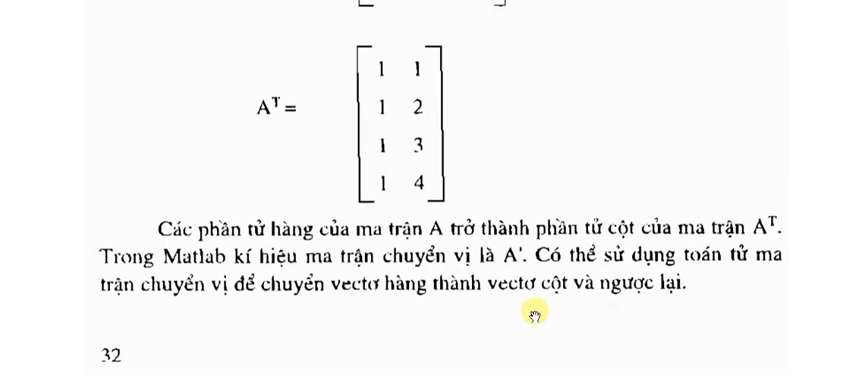 1 1
Aᵀ = 1 2
1 3
1 4
Các phần tử hàng của ma trận A trở thành phần tử cột của ma trận Aᵀ.
Trong Matlab kí hiệu ma trận chuyển vị là A'. Có thể sử dụng toán tử ma
trận chuyển vị để chuyển vectơ hàng thành vectơ cột và ngược lại.
32